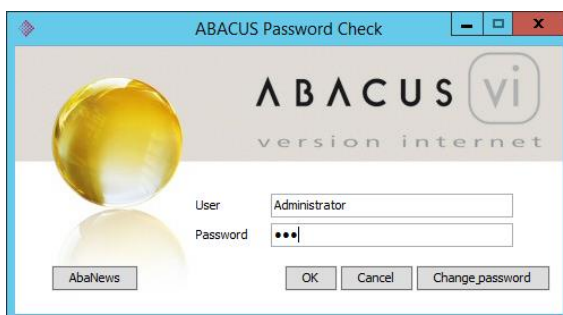 ABACUS Password Check
ABACUS vi
version internet
User Administrator
Password •••
AbaNews OK Cancel Change password